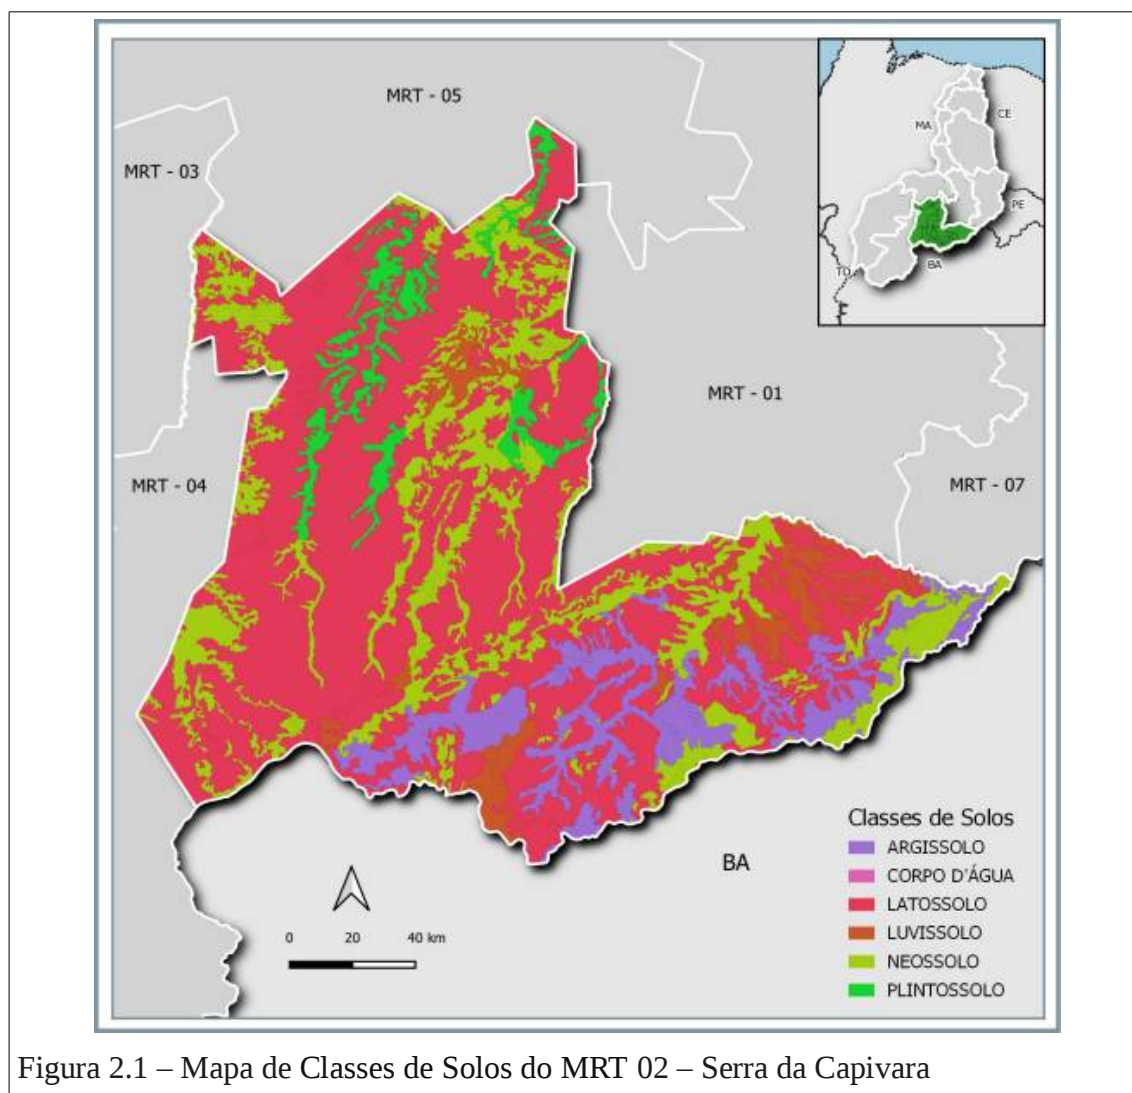 MRT - 05
MRT - 03
MA
CE
PE
TO
BA
MRT - 01
MRT - 04
MRT - 07
BA
Classes de Solos
ARGISSOLO
CORPO D'ÁGUA
LATOSSOLO
LUVISSOLO
NEOSSOLO
PLINTOSSOLO
0 20 40 km
Figura 2.1 – Mapa de Classes de Solos do MRT 02 – Serra da Capivara